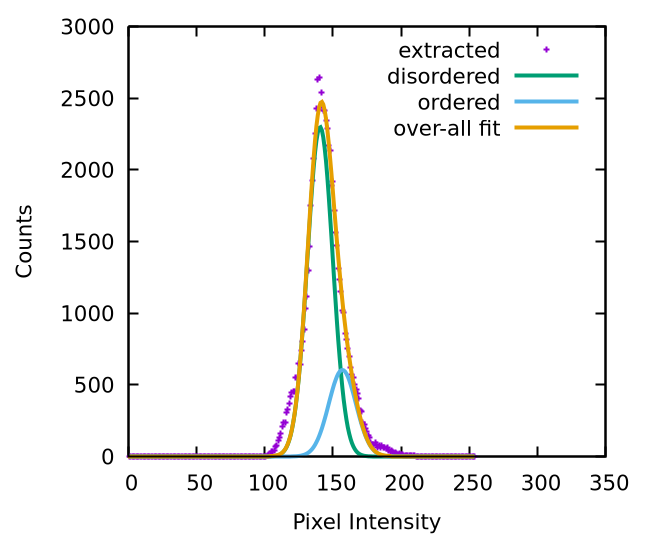 3000
2500
2000
1500
1000
500
0
Counts
extracted
disordered
ordered
over-all fit
0 50 100 150 200 250 300 350
Pixel Intensity